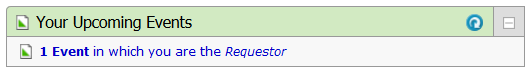 Your Upcoming Events
1 Event in which you are the Requestor